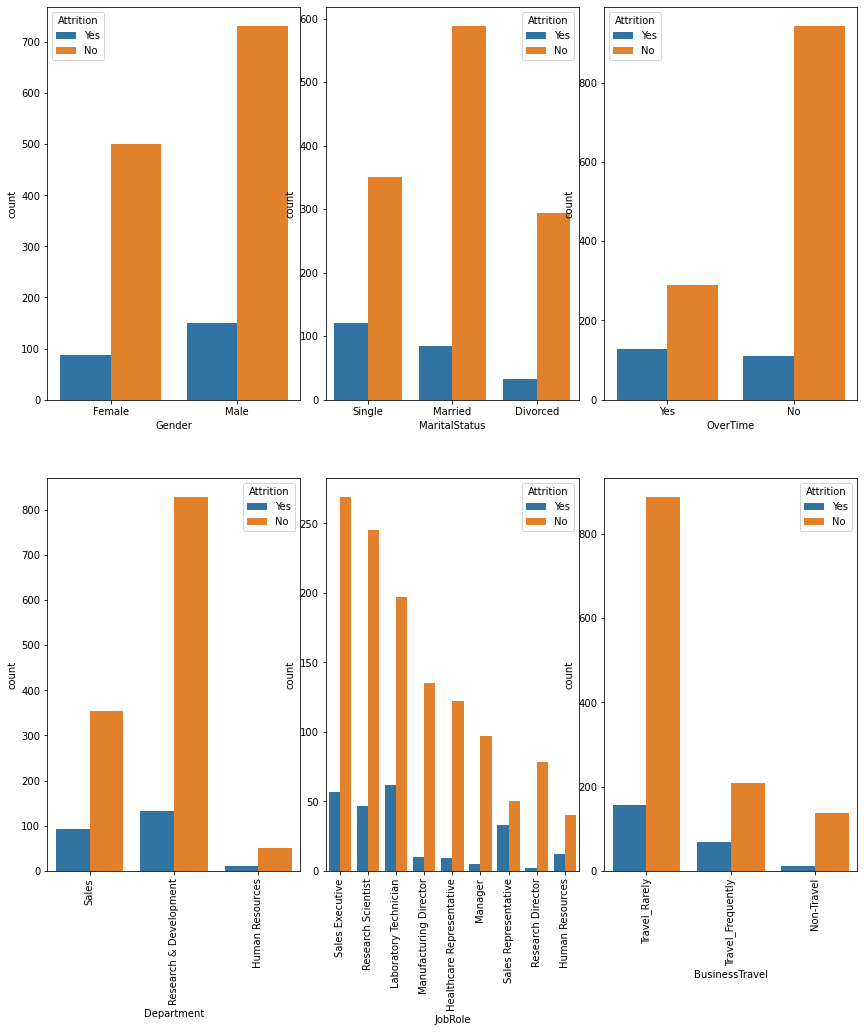 Attrition
Yes
No
700
600
500
400
300
200
100
0
count
Female
Male
Gender
Attrition
Yes
No
600
500
400
300
200
100
0
count
Single
Married
Divorced
MaritalStatus
Attrition
Yes
No
800
600
400
200
0
count
Yes
No
OverTime
Attrition
Yes
No
800
700
600
500
400
300
200
100
0
count
Sales
Research & Development
Human Resources
Department
Attrition
Yes
No
250
200
150
100
50
0
count
Sales Executive
Research Scientist
Laboratory Technician
Manufacturing Director
Healthcare Representative
Manager
Sales Representative
Research Director
Human Resources
JobRole
Attrition
Yes
No
800
600
400
200
0
count
Travel_Rarely
Travel_Frequently
Non-Travel
BusinessTravel